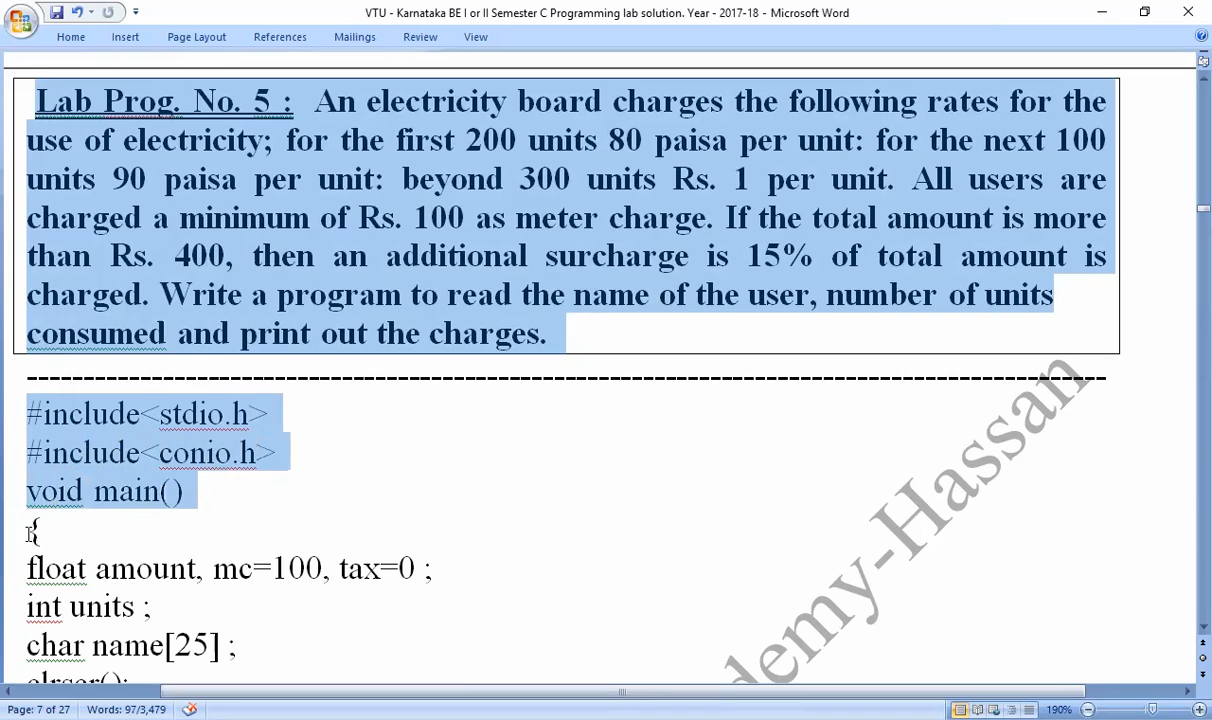 VTU - Karnataka BE I or II Semester C Programming lab solution. Year - 2017-18 - Microsoft Word
Home Insert Page Layout References Mailings Review View
Lab Prog. No. 5 : An electricity board charges the following rates for the
use of electricity; for the first 200 units 80 paisa per unit: for the next 100
units 90 paisa per unit: beyond 300 units Rs. 1 per unit. All users are
charged a minimum of Rs. 100 as meter charge. If the total amount is more
than Rs. 400, then an additional surcharge is 15% of total amount is
charged. Write a program to read the name of the user, number of units
consumed and print out the charges.
--------------------------------------------------------------------------------------------
#include<stdio.h>
#include<conio.h>
void main()
{
float amount, mc=100, tax=0 ;
int units ;
char name[25] ;
clrscr();
demy-Hassan
Page: 7 of 27 Words: 97/3,479 190%